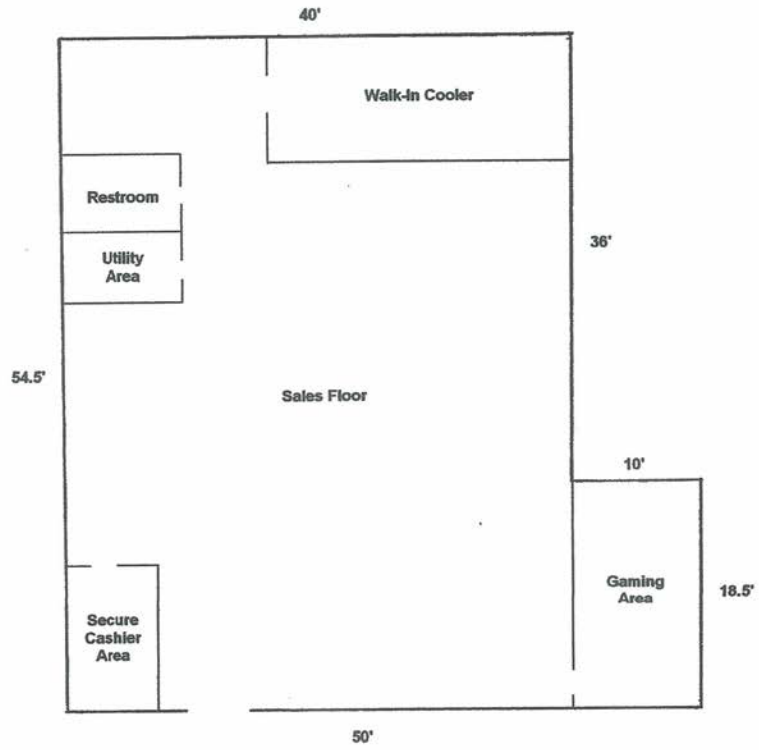 40'
Walk-In Cooler
Restroom
36'
Utility
Area
54.5'
Sales Floor
10'
Gaming
Area
18.5'
Secure
Cashier
Area
50'